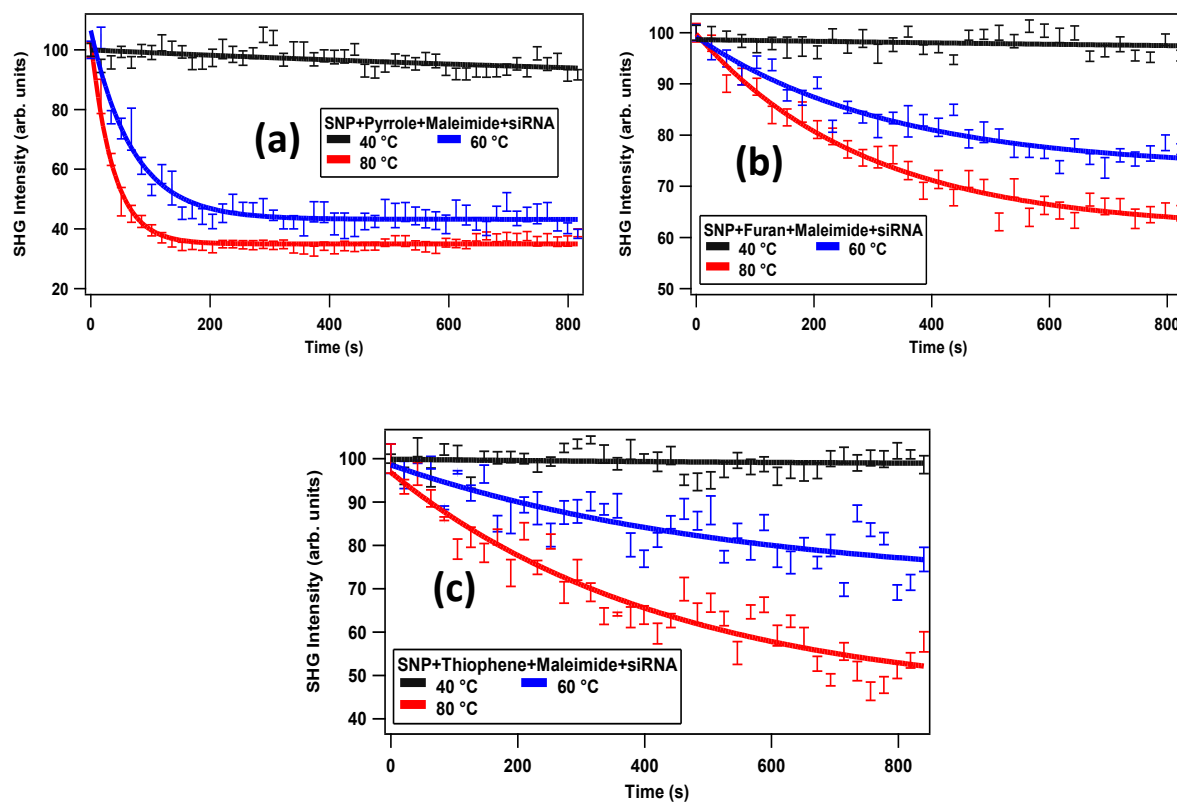 SHG Intensity (arb. units)
100
80
60
40
20
(a)
SNP+Pyrrole+Maleimide+siRNA
40 °C 60 °C
80 °C
0 200 400 600 800
Time (s)
SHG Intensity (arb. units)
100
90
80
70
60
50
(b)
SNP+Furan+Maleimide+siRNA
40 °C 60 °C
80 °C
0 200 400 600 800
Time (s)
SHG Intensity (arb. units)
100
90
80
70
60
50
40
(c)
SNP+Thiophene+Maleimide+siRNA
40 °C 60 °C
80 °C
0 200 400 600 800
Time (s)